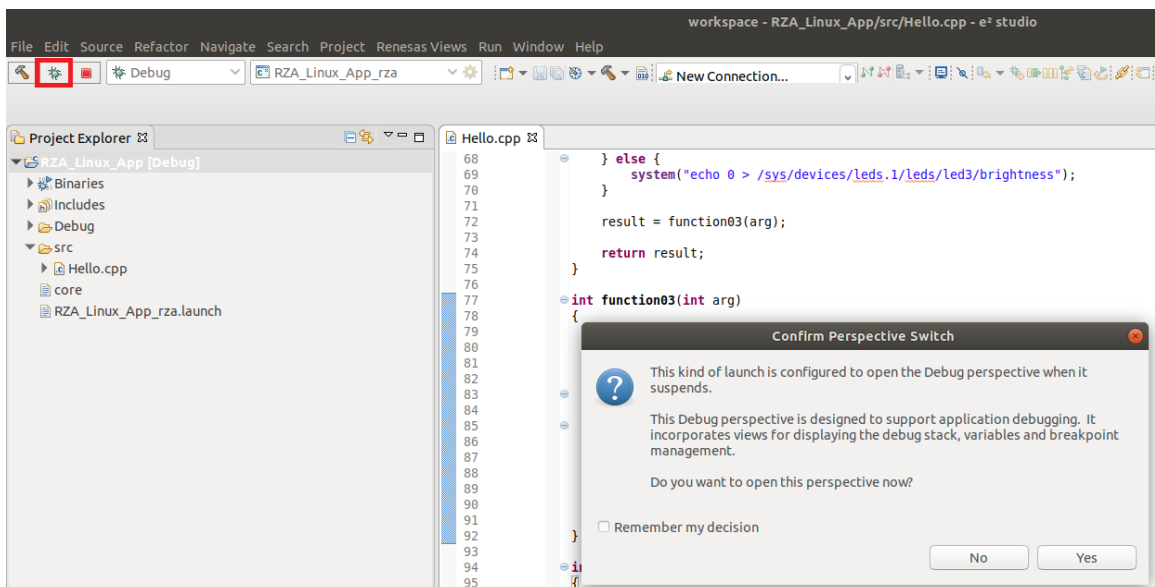 workspace - RZA_Linux_App/src/Hello.cpp - e² studio
File Edit Source Refactor Navigate Search Project Renesas Views Run Window Help
Debug RZA_Linux_App_rza New Connection...
Project Explorer
Hello.cpp
RZA_Linux_App [Debug]
Binaries
Includes
Debug
src
Hello.cpp
core
RZA_Linux_App_rza.launch
68 } else {
69 system("echo 0 > /sys/devices/leds.1/leds/led3/brightness");
70 }
71
72 result = function03(arg);
73
74 return result;
75 }
76
77 int function03(int arg)
78 {
79
80
81
82
83
84
85
86
87
88
89
90
91
92 }
93
94
95 {
Confirm Perspective Switch
This kind of launch is configured to open the Debug perspective when it
suspends.
This Debug perspective is designed to support application debugging. It
incorporates views for displaying the debug stack, variables and breakpoint
management.
Do you want to open this perspective now?
Remember my decision
No Yes